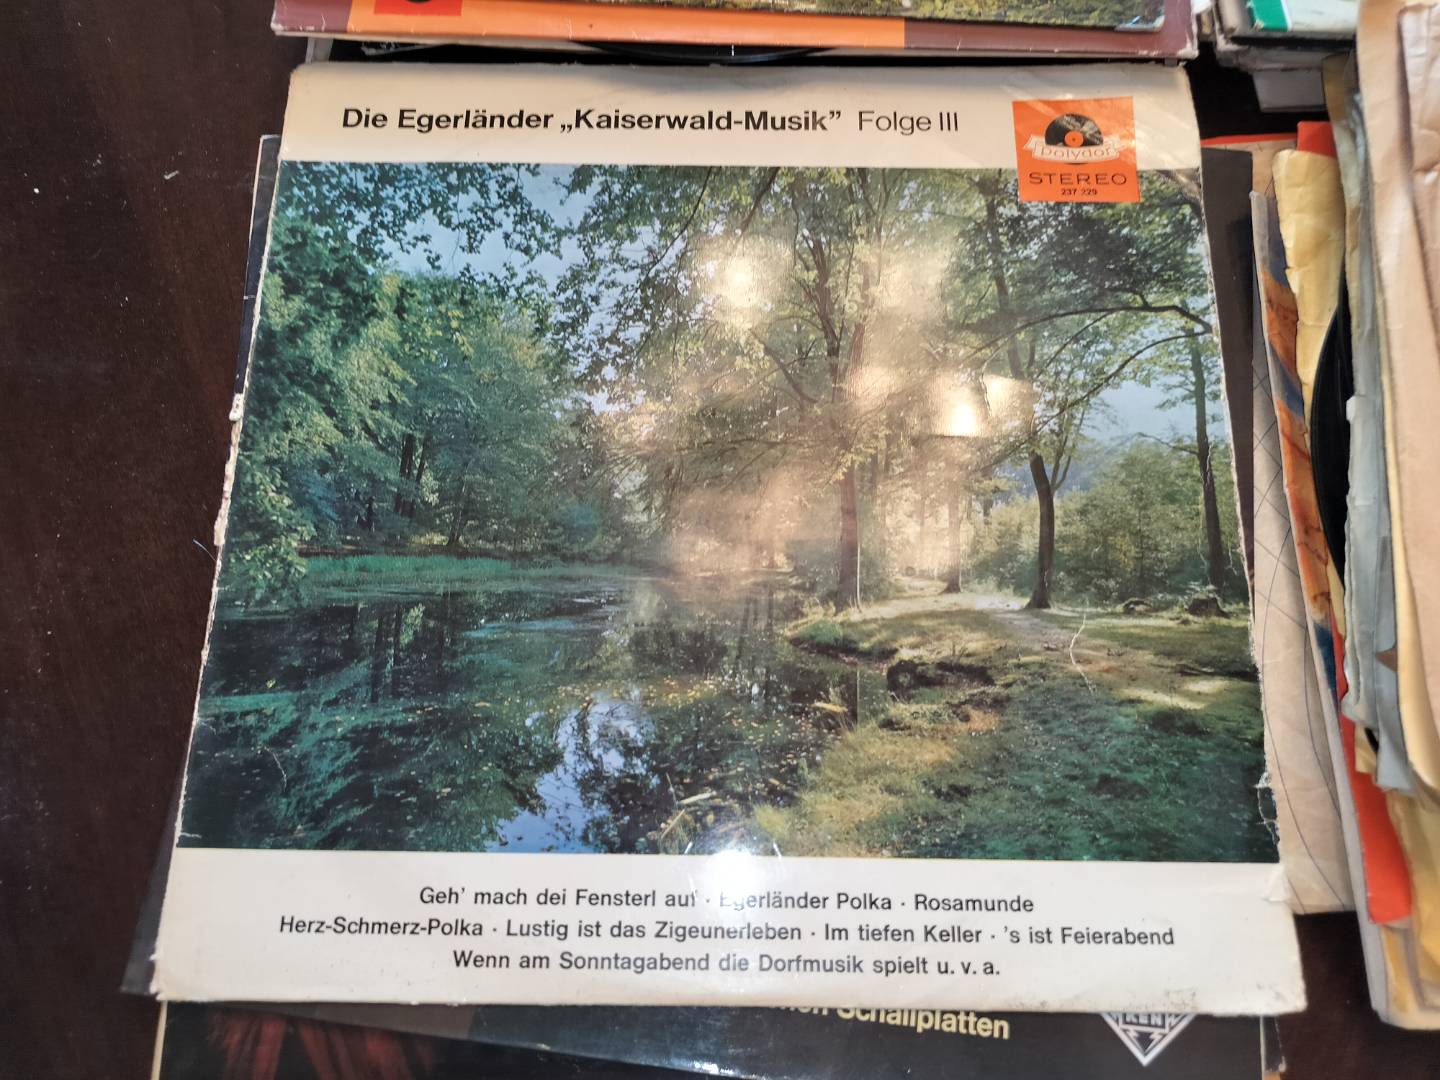 Die Egerländer „Kaiserwald-Musik” Folge III
Polydor
STEREO
237 229
Geh' mach dei Fensterl auf · Egerländer Polka · Rosamunde
Herz-Schmerz-Polka · Lustig ist das Zigeunerleben · Im tiefen Keller · 's ist Feierabend
Wenn am Sonntagabend die Dorfmusik spielt u. v. a.
Schallplatten